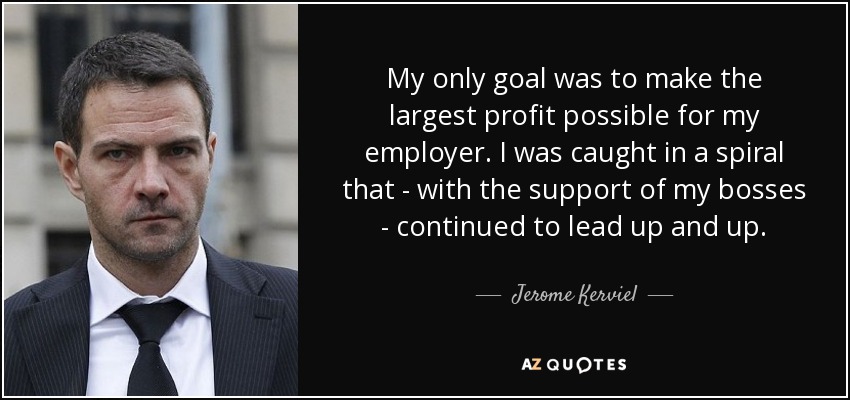 My only goal was to make the
largest profit possible for my
employer. I was caught in a spiral
that - with the support of my bosses
- continued to lead up and up.
— Jerome Kerviel —
AZ QUOTES